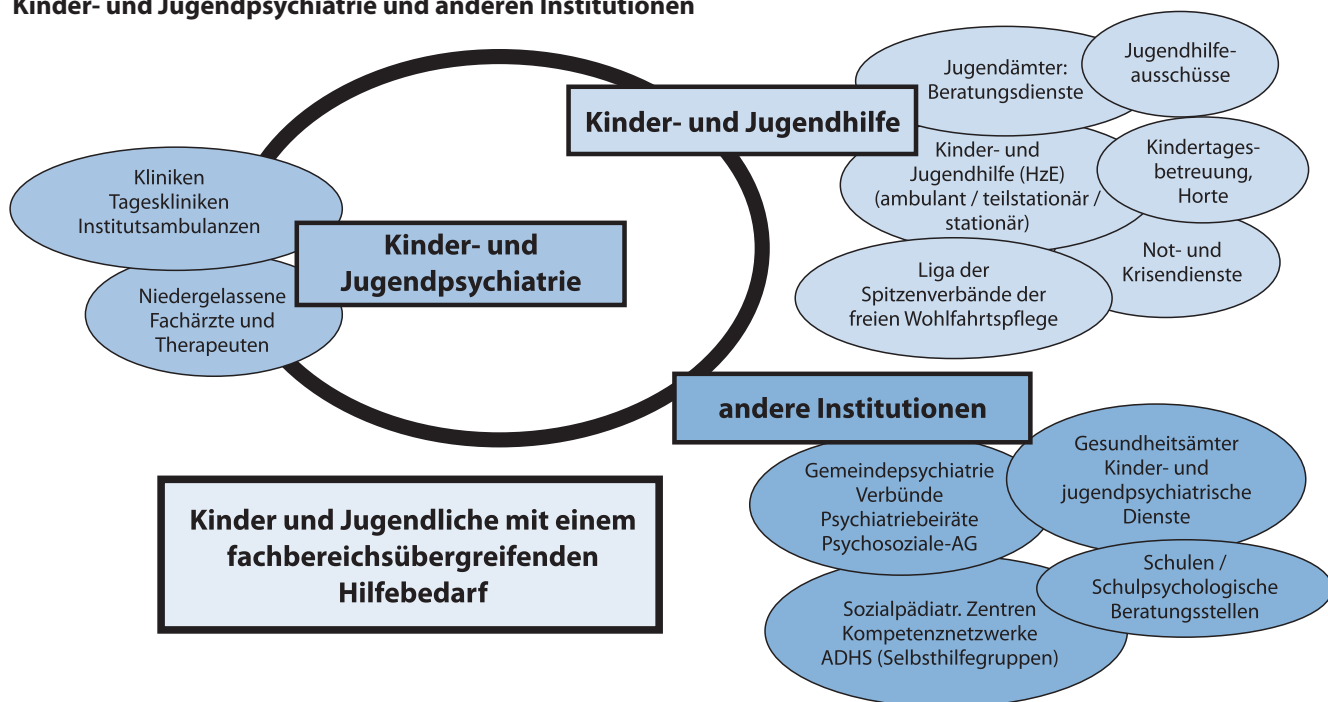 Kinder- und Jugendpsychiatrie und anderen Institutionen
Kinder- und Jugendhilfe
Jugendämter:
Beratungsdienste
Jugendhilfe-
ausschüsse
Kinder- und
Jugendhilfe (HzE)
(ambulant / teilstationär /
stationär)
Kindertages-
betreuung,
Horte
Not- und
Krisendienste
Liga der
Spitzenverbände der
freien Wohlfahrtspflege
Kliniken
Tageskliniken
Institutsambulanzen
Kinder- und
Jugendpsychiatrie
Niedergelassene
Fachärzte und
Therapeuten
andere Institutionen
Gemeindepsychiatrie
Verbünde
Psychiatriebeiräte
Psychosoziale-AG
Gesundheitsämter
Kinder- und
jugendpsychiatrische
Dienste
Schulen /
Schulpsychologische
Beratungsstellen
Sozialpädiatr. Zentren
Kompetenznetzwerke
ADHS (Selbsthilfegruppen)
Kinder und Jugendliche mit einem
fachbereichsübergreifenden
Hilfebedarf